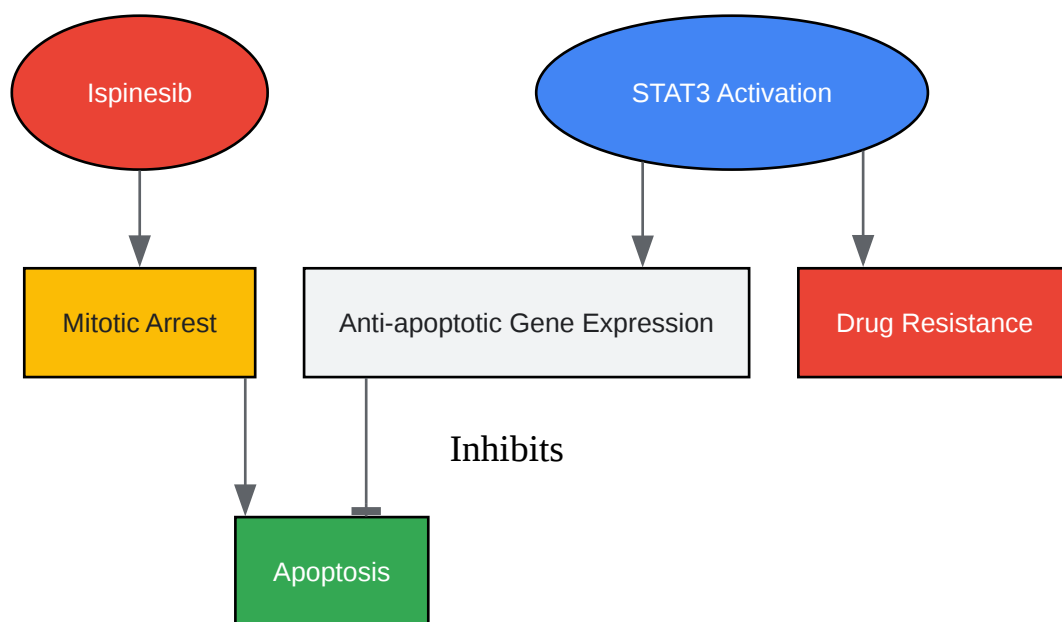 Ispinesib
STAT3 Activation
Mitotic Arrest
Anti-apoptotic Gene Expression
Drug Resistance
Inhibits
Apoptosis